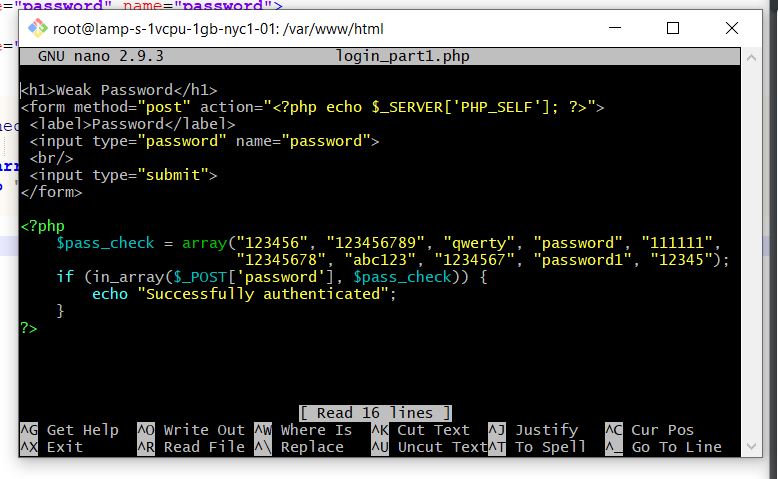 ="password" name="password">
root@lamp-s-1vcpu-1gb-nyc1-01: /var/www/html
GNU nano 2.9.3 login_part1.php
<h1>Weak Password</h1>
<form method="post" action="<?php echo $_SERVER['PHP_SELF']; ?>">
<label>Password</label>
<input type="password" name="password">
<br/>
<input type="submit">
</form>
<?php
$pass_check = array("123456", "123456789", "qwerty", "password", "111111",
"12345678", "abc123", "1234567", "password1", "12345");
if (in_array($_POST['password'], $pass_check)) {
echo "Successfully authenticated";
}
?>
[ Read 16 lines ]
^G Get Help ^O Write Out ^W Where Is ^K Cut Text ^J Justify ^C Cur Pos
^X Exit ^R Read File ^\ Replace ^U Uncut Text ^T To Spell ^_ Go To Line